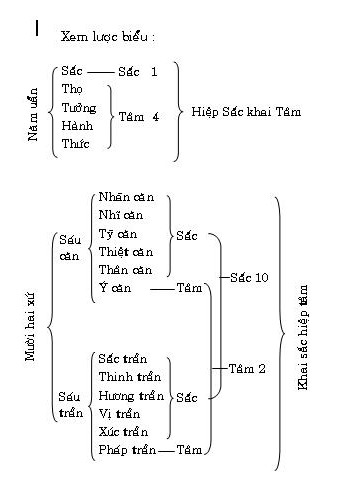 Xem lược biểu :
Năm uẩn
Sắc Sắc 1
Thọ
Tưởng
Hành
Thức
Tâm 4
Hiệp Sắc khai Tâm
Mười hai xứ
Sáu căn
Nhãn căn
Nhĩ căn
Tỹ căn
Thiệt căn
Thân căn
Sắc
Ý căn Tâm
Sáu trần
Sắc trần
Thinh trần
Hương trần
Vị trần
Xúc trần
Sắc
Pháp trần Tâm
Sắc 10
Tâm 2
Khai sắc hiệp tâm